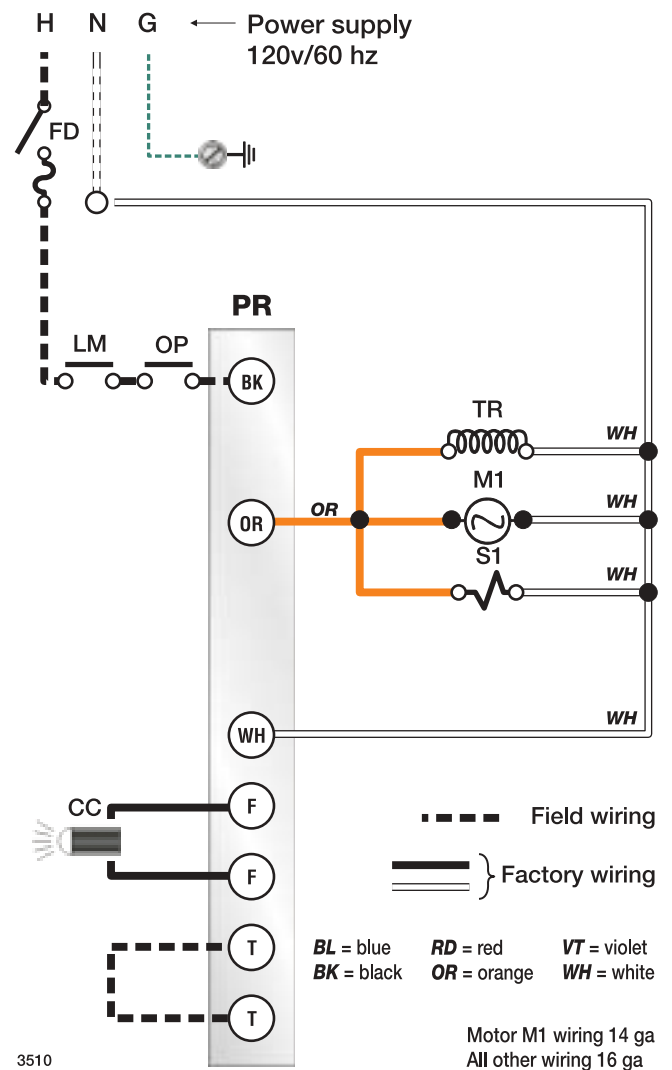 H N G ← Power supply
120v/60 hz
FD
PR
LM OP
BK
TR
WH
M1
OR
OR
WH
S1
WH
WH
WH
CC
F
F
T
T
Field wiring
Factory wiring
BL = blue RD = red VT = violet
BK = black OR = orange WH = white
Motor M1 wiring 14 ga
All other wiring 16 ga
3510